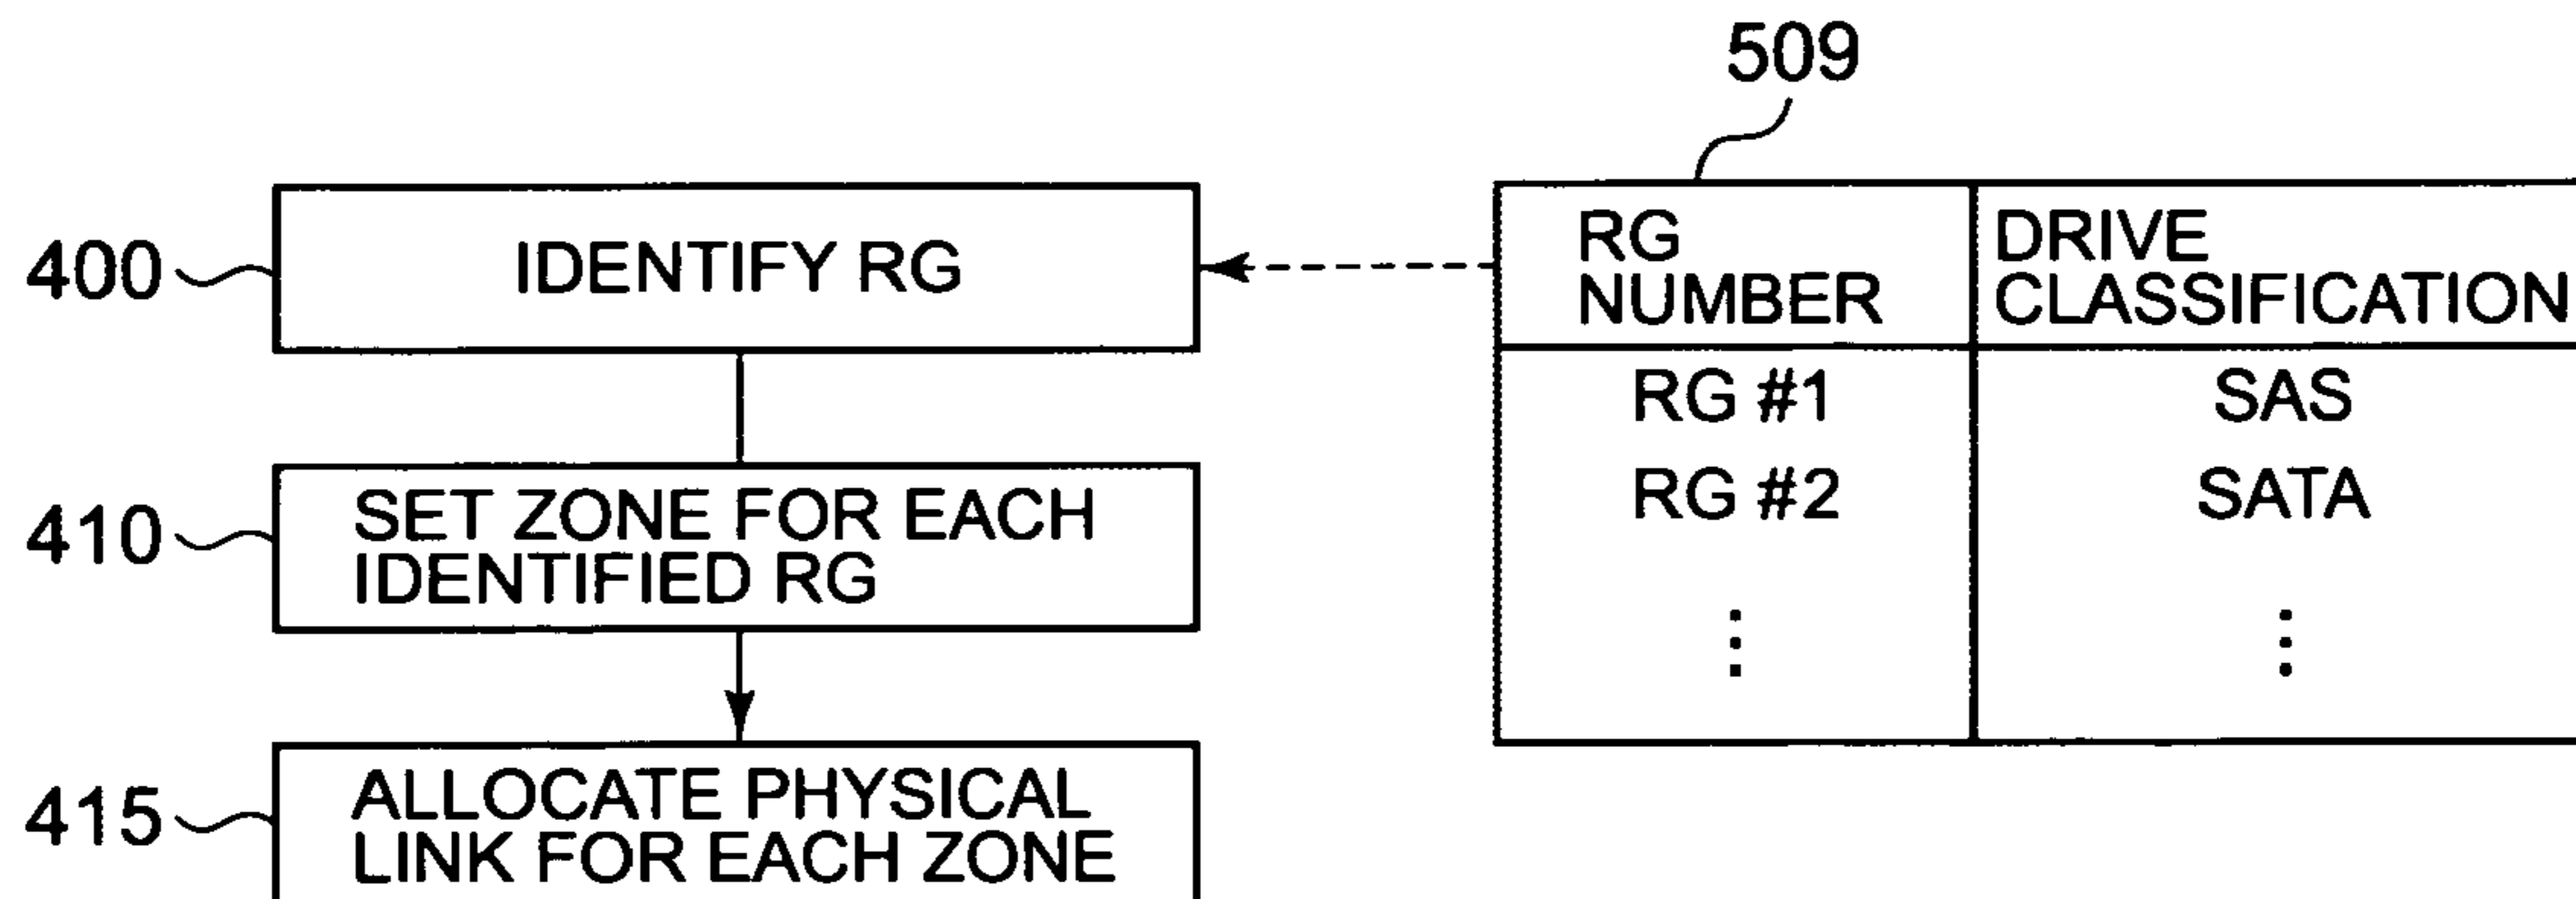 509
400
IDENTIFY RG
RG
NUMBER
DRIVE
CLASSIFICATION
RG #1
SAS
RG #2
SATA
410
SET ZONE FOR EACH
IDENTIFIED RG
415
ALLOCATE PHYSICAL
LINK FOR EACH ZONE